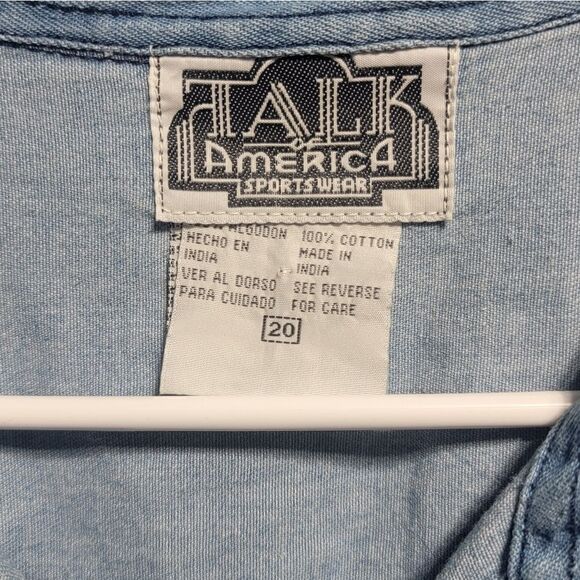 TALK
OF
AMERICA
SPORTSWEAR
ALGODON 100% COTTON
HECHO EN MADE IN
INDIA INDIA
VER AL DORSO SEE REVERSE
PARA CUIDADO FOR CARE
20